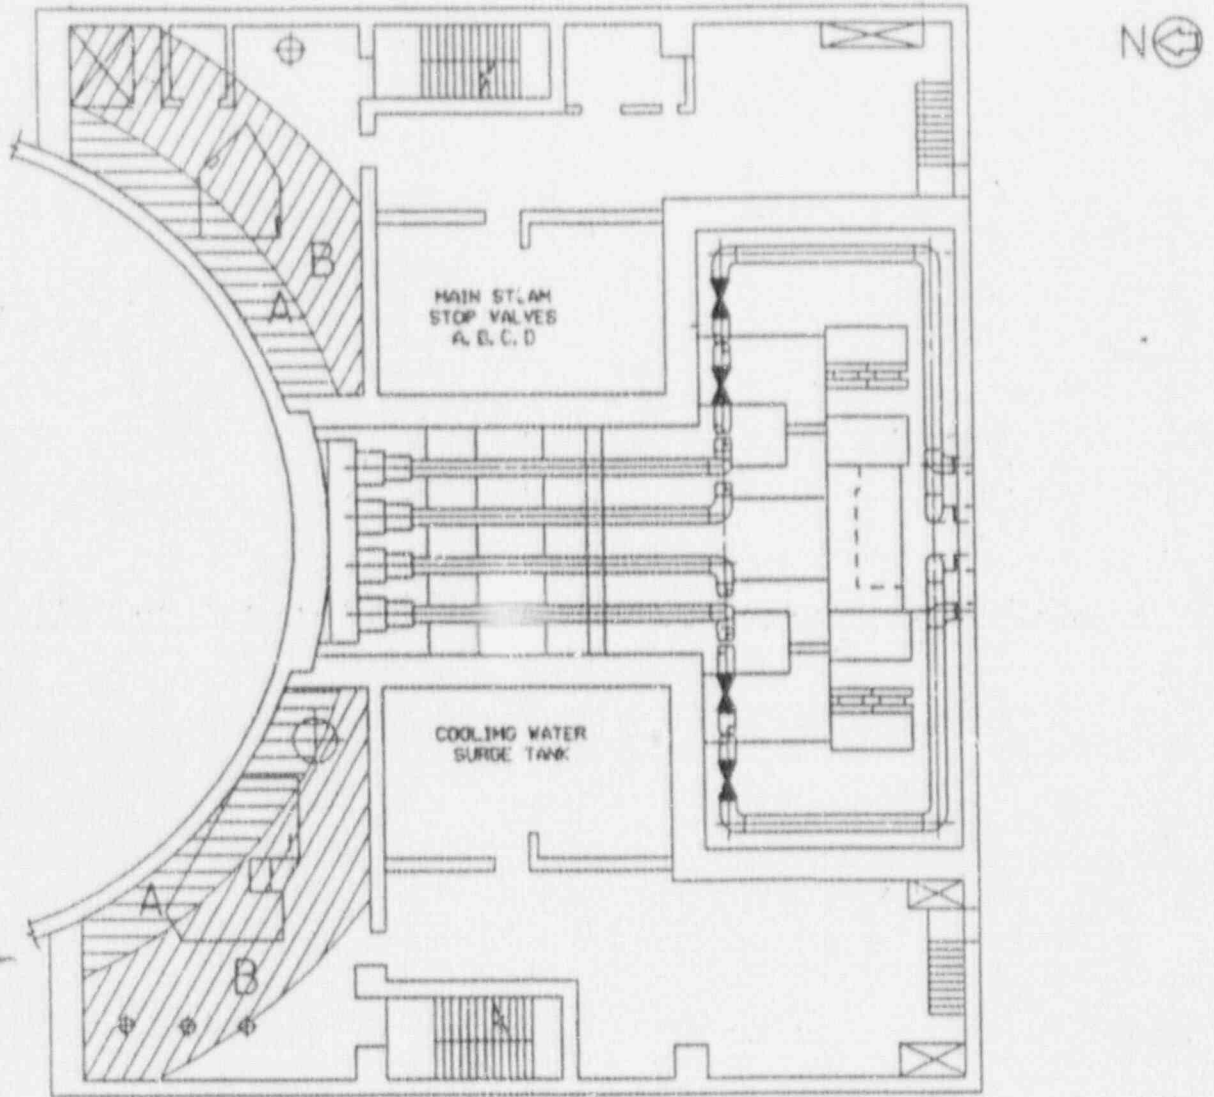 N
B
A
MAIN STEAM
STOP VALVES
A, B, C, D
COOLING WATER
SURGE TANK
A
B